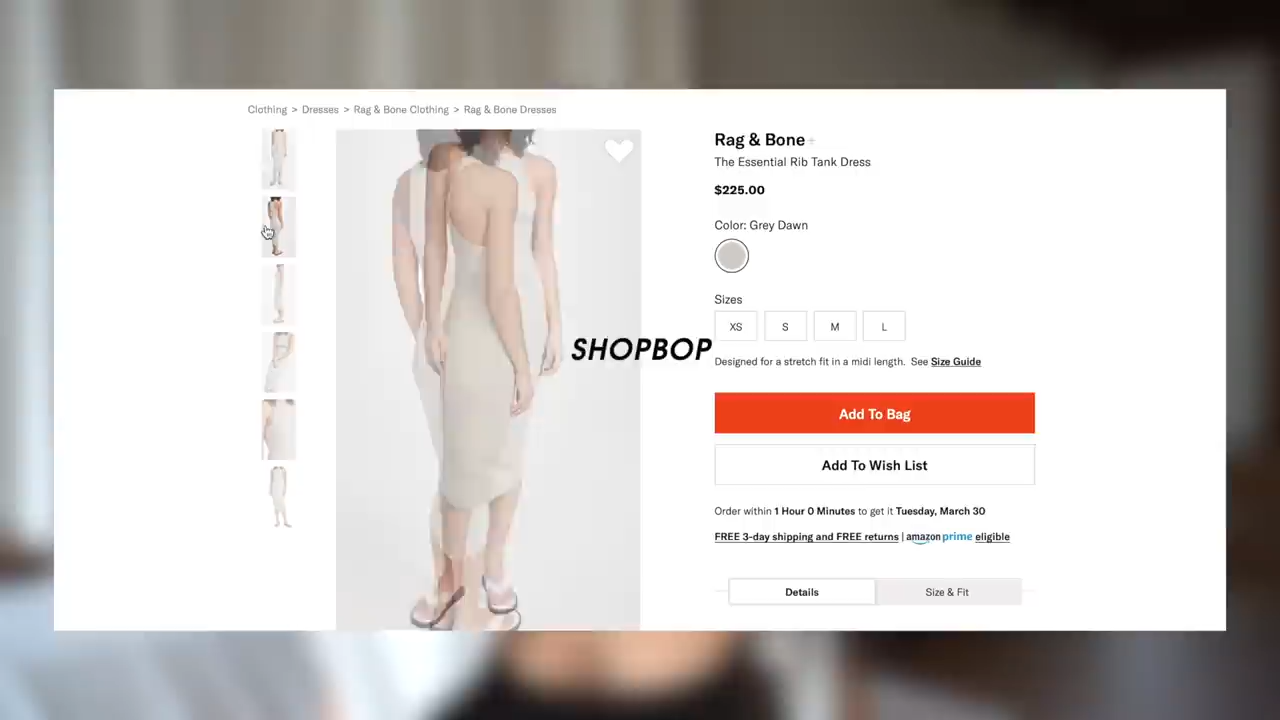 Clothing > Dresses > Rag & Bone Clothing > Rag & Bone Dresses
Rag & Bone +
The Essential Rib Tank Dress
$225.00
Color: Grey Dawn
Sizes
XS S M L
SHOPBOP
Designed for a stretch fit in a midi length. See Size Guide
Add To Bag
Add To Wish List
Order within 1 Hour 0 Minutes to get it Tuesday, March 30
FREE 3-day shipping and FREE returns | amazon prime eligible
Details Size & Fit